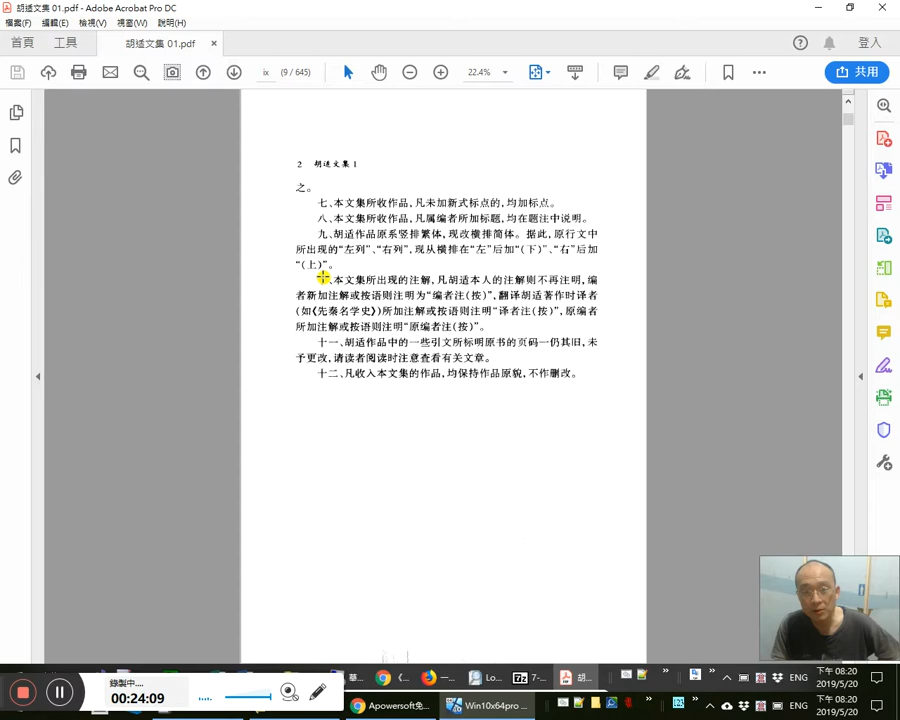 胡适文集 01.pdf - Adobe Acrobat Pro DC
檔案(F) 編輯(E) 檢視(V) 視窗(W) 說明(H)
首頁 工具 胡适文集 01.pdf × 登入
ix (9 / 645) 22.4% 共用
2 胡适文集1
之。
七、本文集所收作品,凡未加新式标点的,均加标点。
八、本文集所收作品,凡属编者所加标题,均在题注中说明。
九、胡适作品原系竖排繁体,现改横排简体。据此,原行文中
所出现的“左列”、“右列”,现从横排在“左”后加“(下)”、“右”后加
“(上)”。
、本文集所出现的注解,凡胡适本人的注解则不再注明,编
者新加注解或按语则注明为“编者注(按)”,翻译胡适著作时译者
(如《先秦名学史》)所加注解或按语则注明“译者注(按)”,原编者
所加注解或按语则注明“原编者注(按)”。
十一、胡适作品中的一些引文所标明原书的页码一仍其旧,未
予更改,请读者阅读时注意查看有关文章。
十二、凡收入本文集的作品,均保持作品原貌,不作删改。
錄製中....
00:24:09
《... 一... Lo... 7-... 胡... ENG 下午 08:20
2019/5/20
Apowersoft免... Win10x64pro ... ENG 下午 08:20
2019/5/20